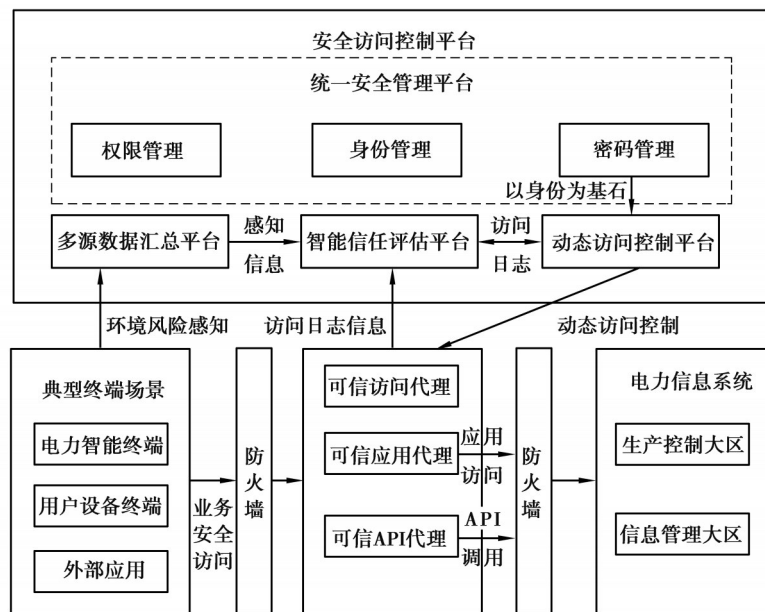 安全访问控制平台
统一安全管理平台
权限管理
身份管理
密码管理
以身份为基石
多源数据汇总平台
感知
信息
智能信任评估平台
访问
日志
动态访问控制平台
环境风险感知
访问日志信息
动态访问控制
典型终端场景
电力智能终端
用户设备终端
外部应用
业务
安全
访问
防
火
墙
可信访问代理
可信应用代理
可信API代理
应用
访问
API
调用
防
火
墙
电力信息系统
生产控制大区
信息管理大区